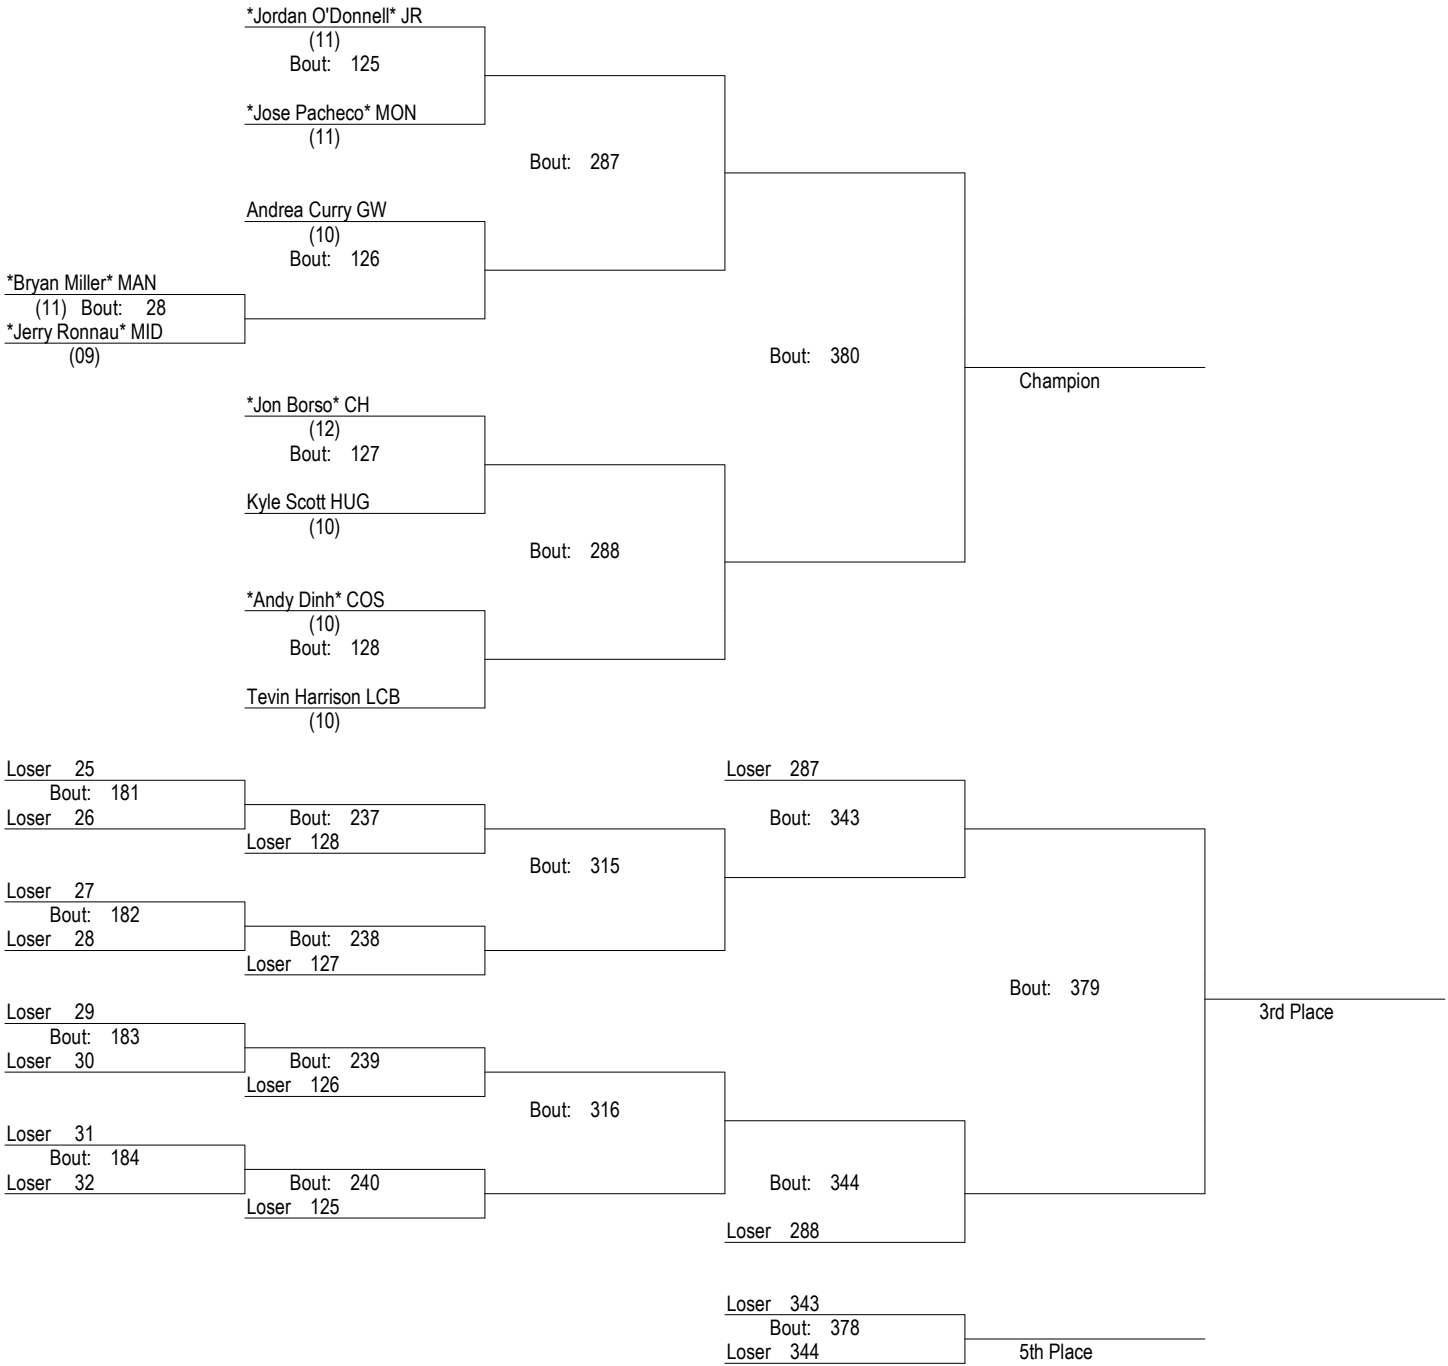 *Jordan O'Donnell* JR
(11)
Bout: 125
*Jose Pacheco* MON
(11)
Bout: 287
Andrea Curry GW
(10)
Bout: 126
*Bryan Miller* MAN
(11) Bout: 28
*Jerry Ronnau* MID
(09)
Bout: 380
Champion
*Jon Borso* CH
(12)
Bout: 127
Kyle Scott HUG
(10)
Bout: 288
*Andy Dinh* COS
(10)
Bout: 128
Tevin Harrison LCB
(10)
Loser 25
Bout: 181
Loser 26
Bout: 237
Loser 128
Bout: 315
Loser 287
Bout: 343
Loser 27
Bout: 182
Loser 28
Bout: 238
Loser 127
Bout: 379
3rd Place
Loser 29
Bout: 183
Loser 30
Bout: 239
Loser 126
Bout: 316
Loser 31
Bout: 184
Loser 32
Bout: 240
Loser 125
Bout: 344
Loser 288
Loser 343
Bout: 378
Loser 344
5th Place